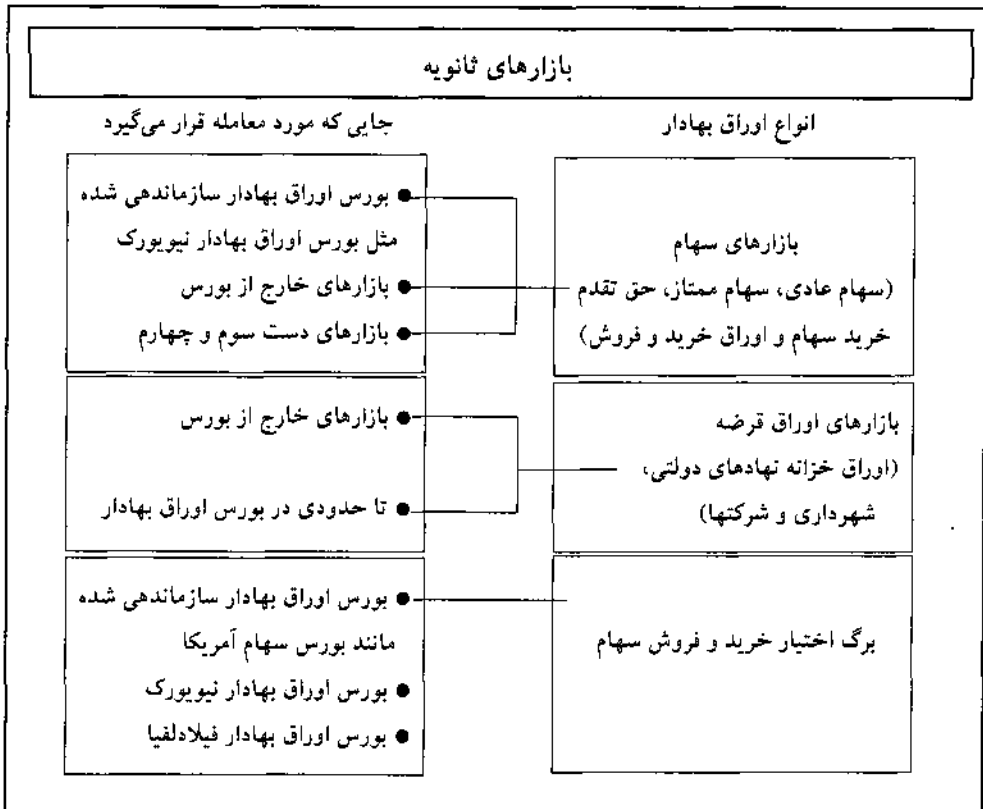 بازارهای ثانویه
انواع اوراق بهادار
جایی که مورد معامله قرار می‌گیرد
بازارهای سهام
(سهام عادی، سهام ممتاز، حق تقدم
خرید سهام و اوراق خرید و فروش)
● بورس اوراق بهادار سازماندهی شده
مثل بورس اوراق بهادار نیویورک
● بازارهای خارج از بورس
● بازارهای دست سوم و چهارم
بازارهای اوراق قرضه
(اوراق خزانه نهادهای دولتی،
شهرداری و شرکتها)
● بازارهای خارج از بورس
● تا حدودی در بورس اوراق بهادار
برگ اختیار خرید و فروش سهام
● بورس اوراق بهادار سازماندهی شده
مانند بورس سهام آمریکا
● بورس اوراق بهادار نیویورک
● بورس اوراق بهادار فیلادلفیا